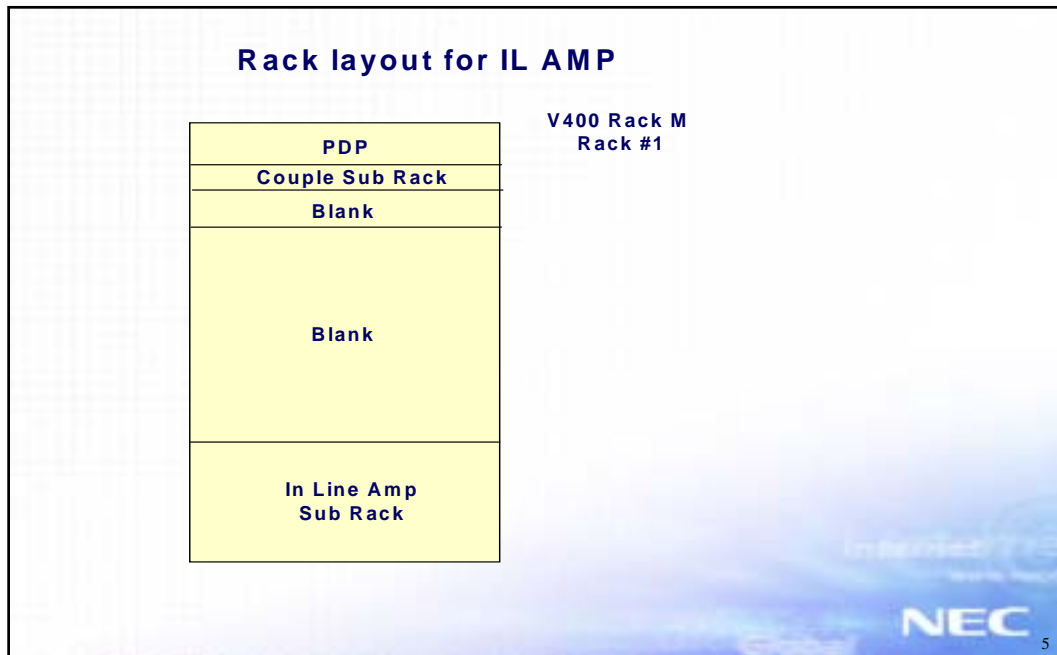 Rack layout for IL AMP
V400 Rack M
Rack #1
PDP
Couple Sub Rack
Blank
Blank
In Line Amp
Sub Rack
NEC
5